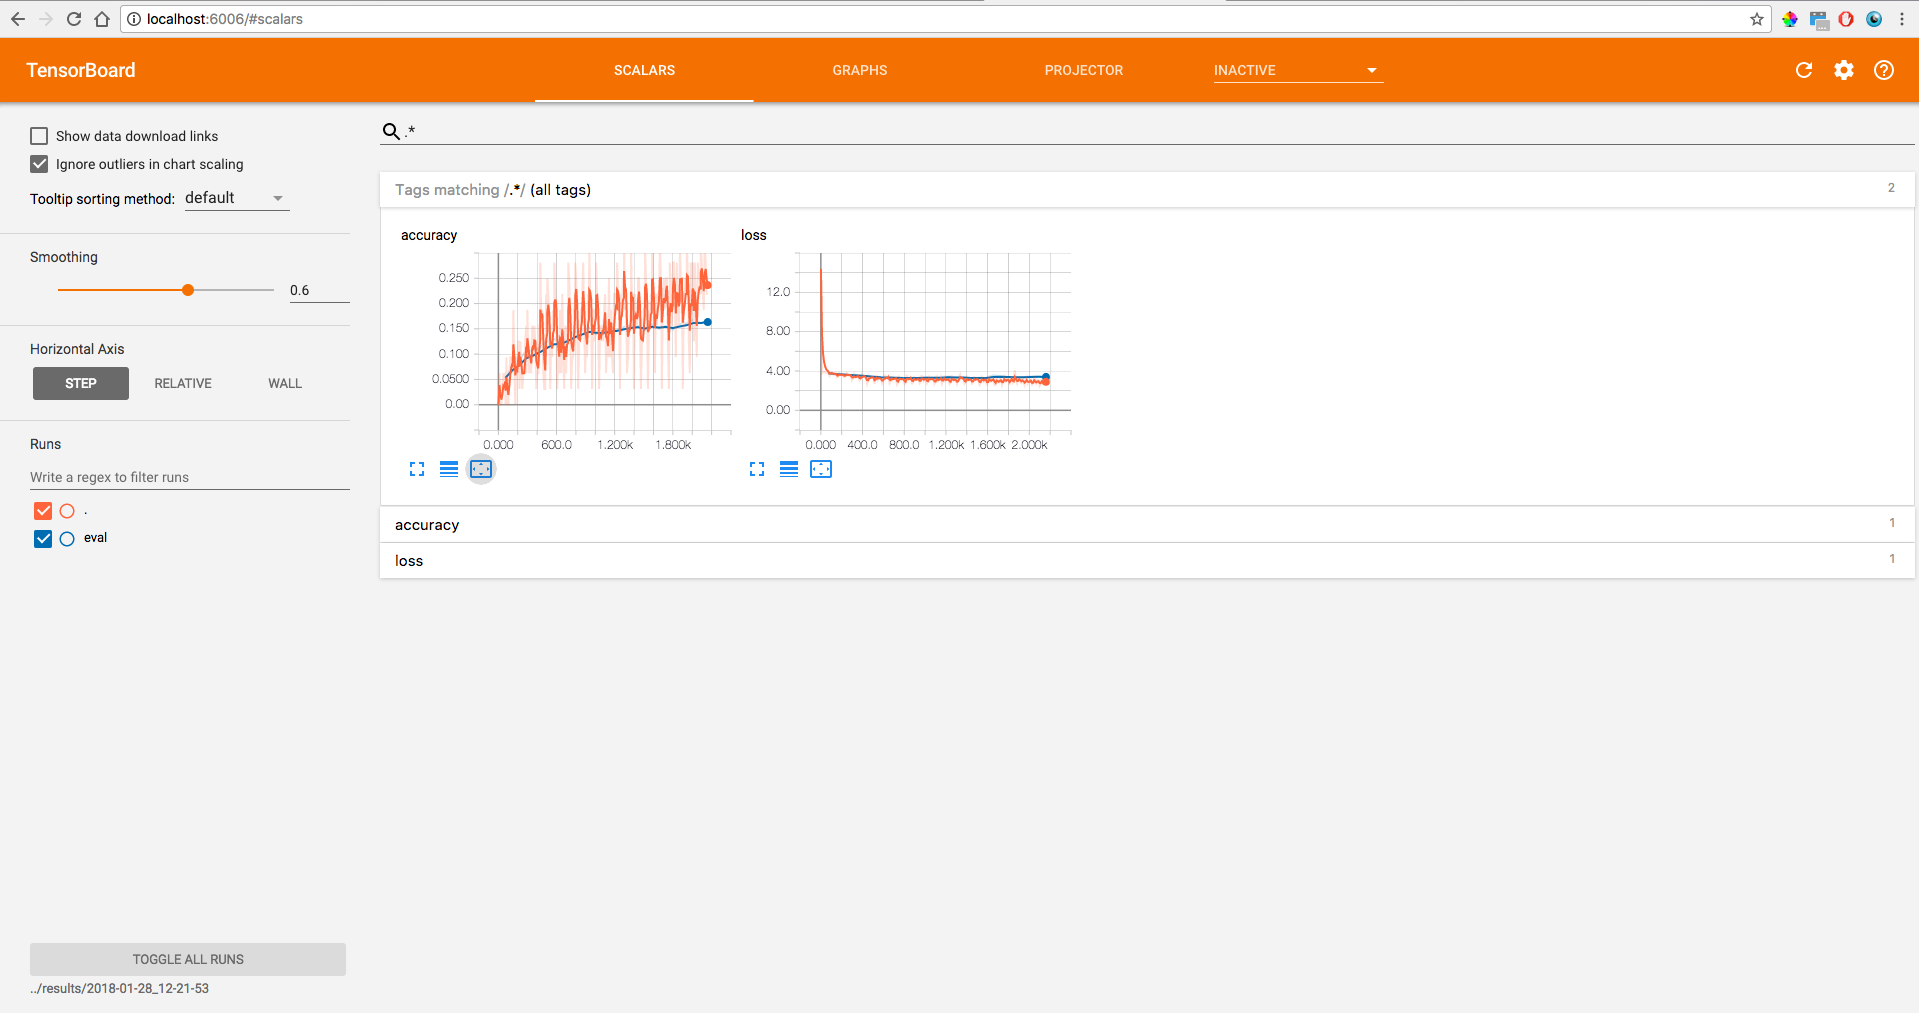 localhost:6006/#scalars
TensorBoard
SCALARS
GRAPHS
PROJECTOR
INACTIVE
Show data download links
Ignore outliers in chart scaling
Tooltip sorting method: default
Smoothing
0.6
Horizontal Axis
STEP RELATIVE WALL
Runs
Write a regex to filter runs
.
eval
TOGGLE ALL RUNS
../results/2018-01-28_12-21-53
.*
Tags matching /.*/ (all tags) 2
accuracy
0.250
0.200
0.150
0.100
0.0500
0.00
0.000 600.0 1.200k 1.800k
loss
12.0
8.00
4.00
0.00
0.000 400.0 800.0 1.200k 1.600k 2.000k
accuracy 1
loss 1